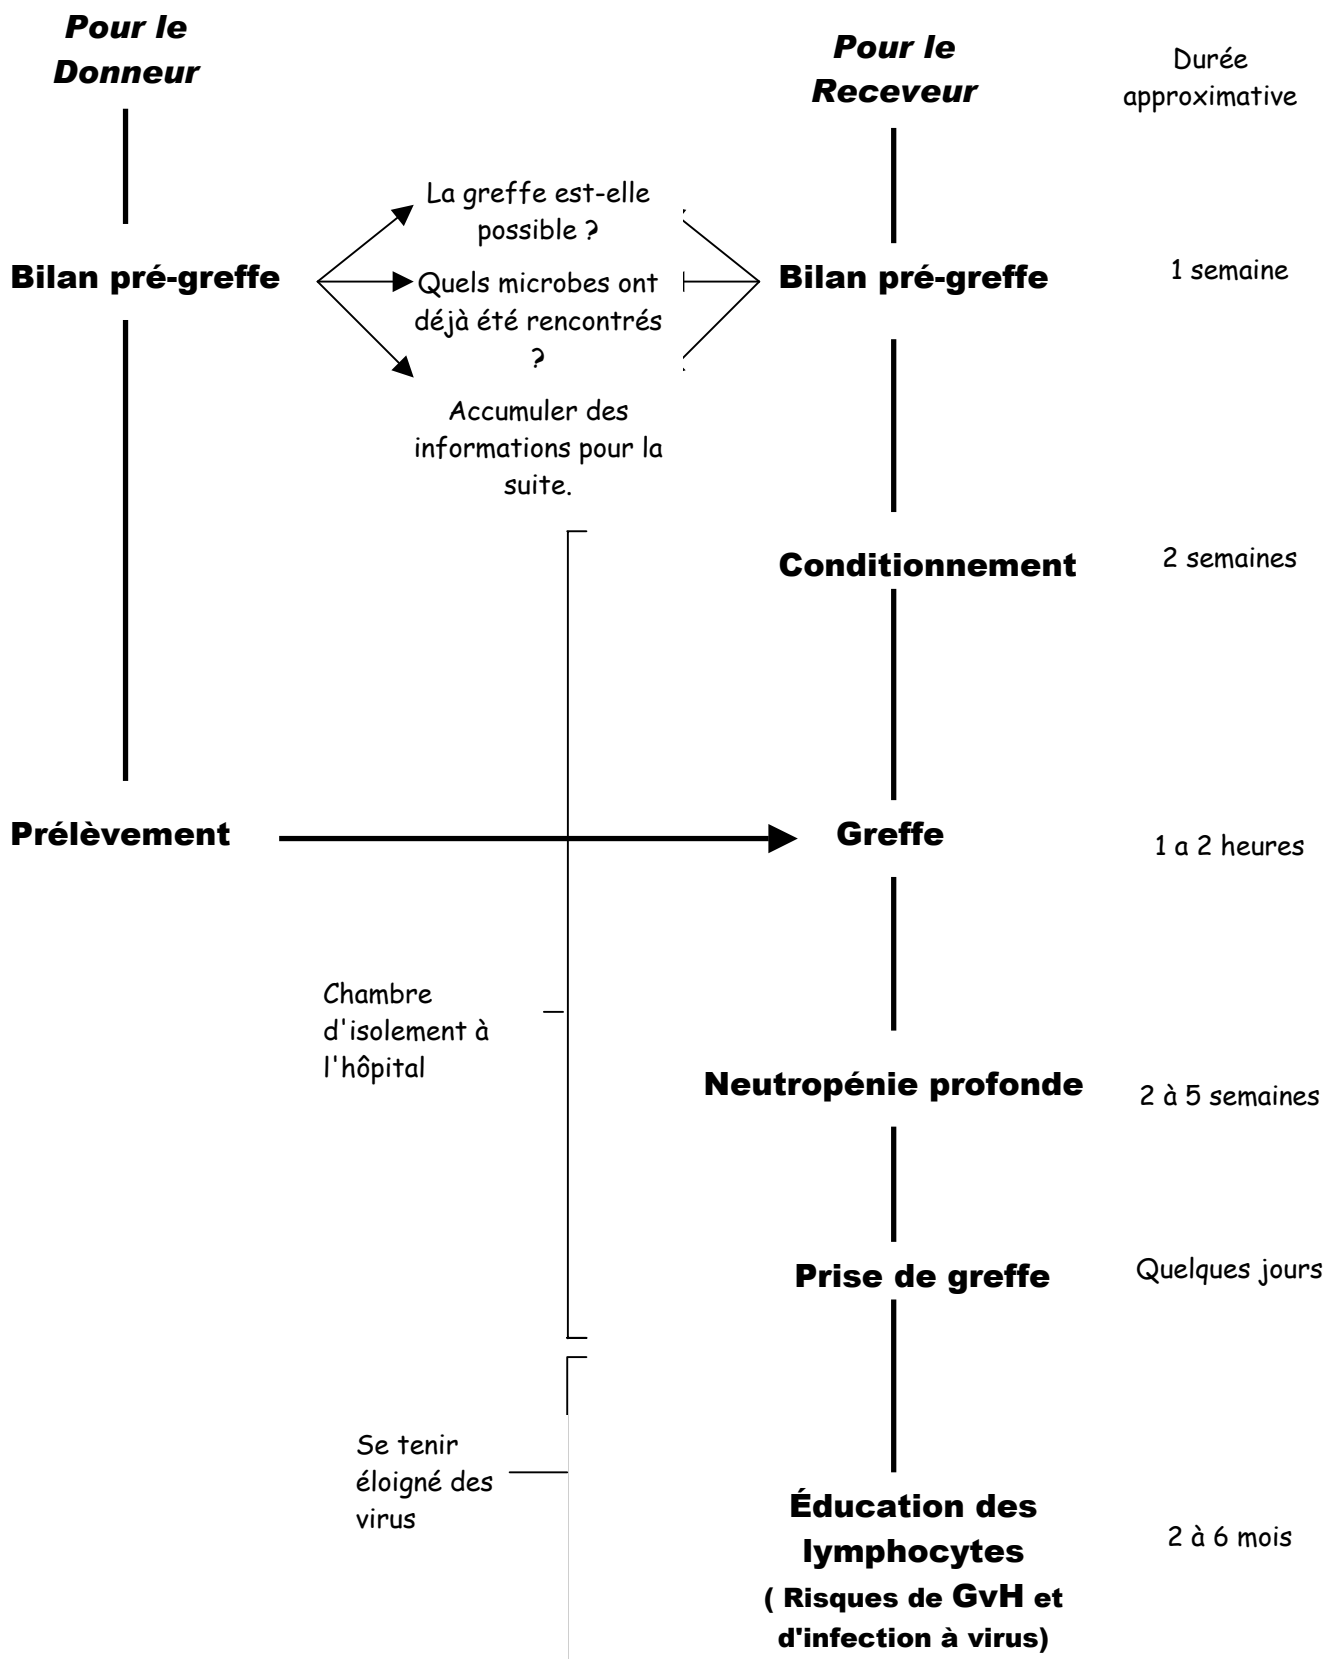 Pour le
Donneur
Pour le
Receveur
Durée
approximative
La greffe est-elle
possible ?
Bilan pré-greffe
Quels microbes ont
déjà été rencontrés
?
Bilan pré-greffe
1 semaine
Accumuler des
informations pour la
suite.
Conditionnement
2 semaines
Prélèvement
Greffe
1 a 2 heures
Chambre
d'isolement à
l'hôpital
Neutropénie profonde
2 à 5 semaines
Prise de greffe
Quelques jours
Se tenir
éloigné des
virus
Éducation des
lymphocytes
( Risques de GvH et
d'infection à virus)
2 à 6 mois